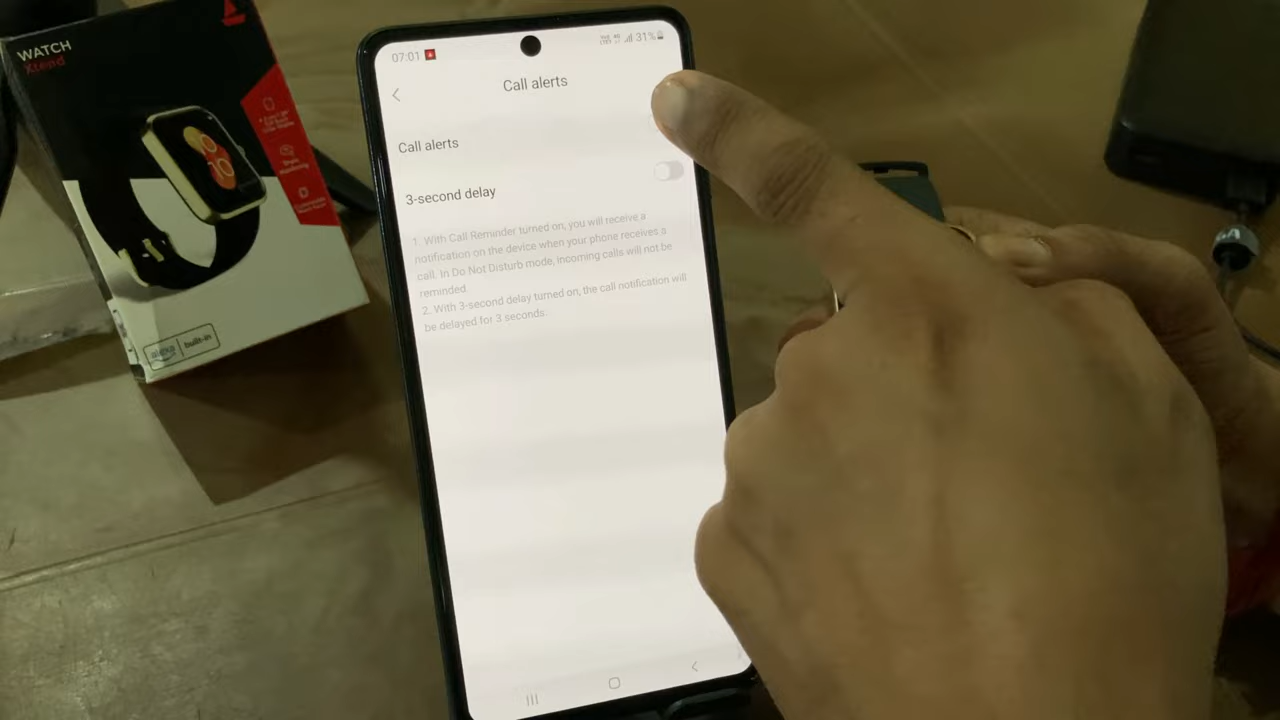 WATCH
Xtend
alexa built-in
07:01
31%
Call alerts
Call alerts
3-second delay
1. With Call Reminder turned on, you will receive a
notification on the device when your phone receives a
call. In Do Not Disturb mode, incoming calls will not be
reminded.
2. With 3-second delay turned on, the call notification will
be delayed for 3 seconds.